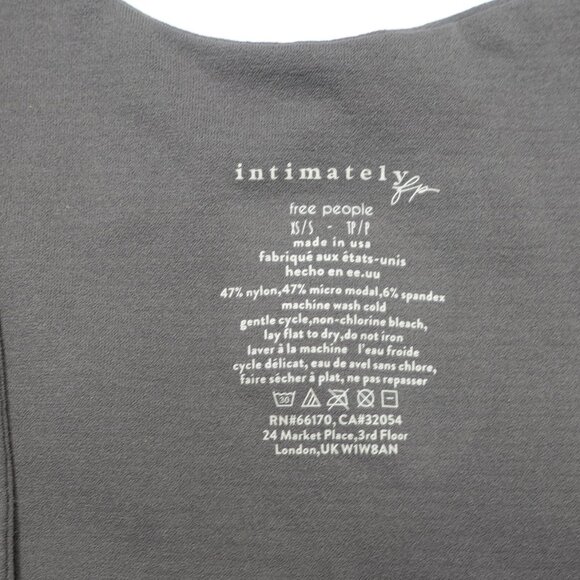 intimately
fp
free people
XS/S - TP/P
made in usa
fabriqué aux états-unis
hecho en ee.uu
47% nylon,47% micro modal,6% spandex
machine wash cold
gentle cycle,non-chlorine bleach,
lay flat to dry,do not iron
laver à la machine l'eau froide
cycle délicat, eau de avel sans chlore,
faire sécher à plat, ne pas repasser
30
RN#66170, CA#32054
24 Market Place,3rd Floor
London,UK W1W8AN